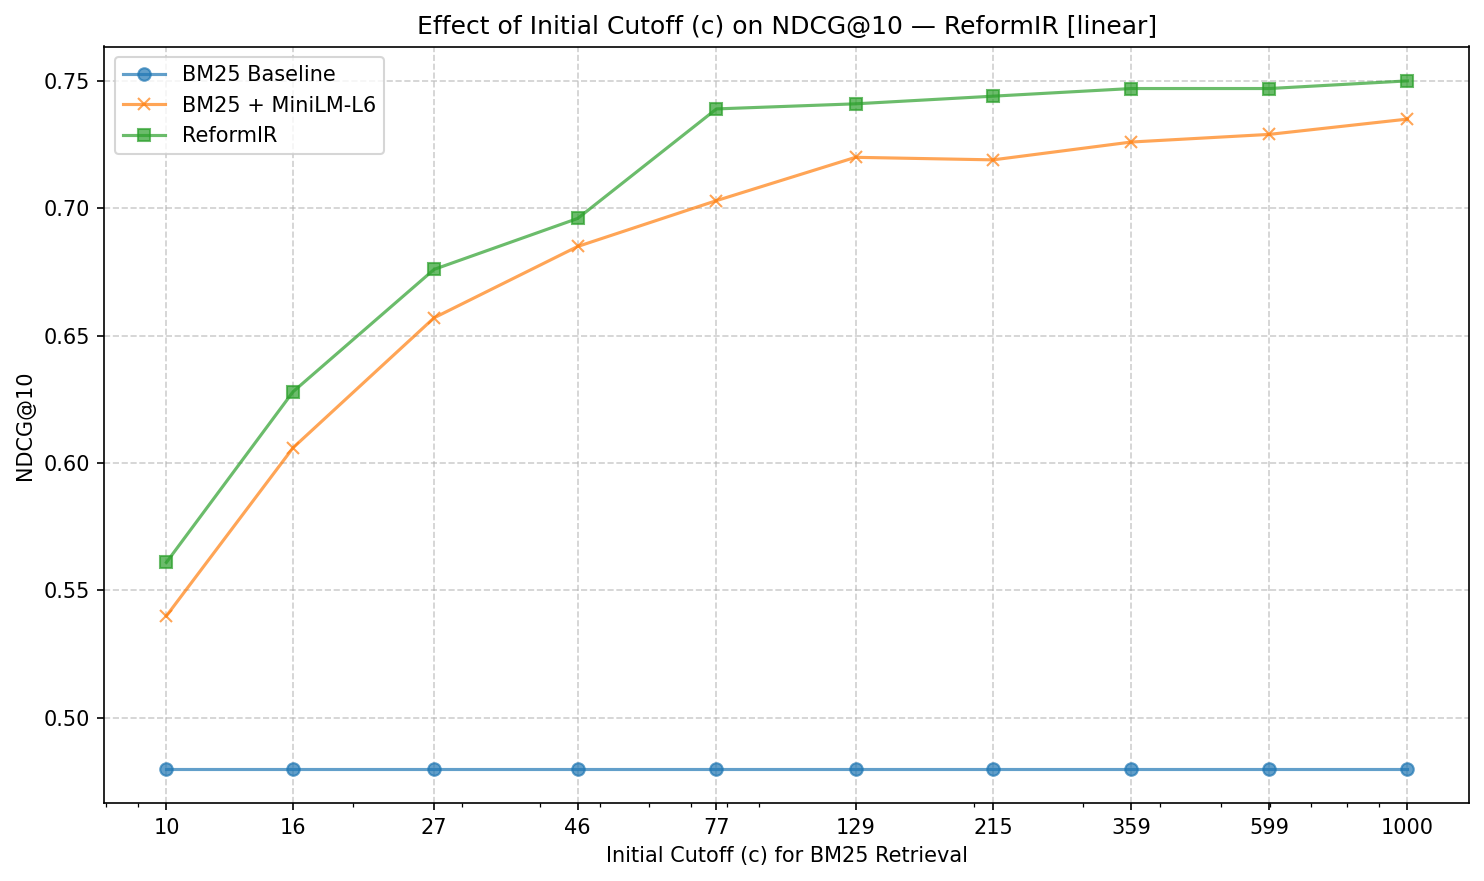 Effect of Initial Cutoff (c) on NDCG@10 — ReformIR [linear]
BM25 Baseline
BM25 + MiniLM-L6
ReformIR
NDCG@10
0.75
0.70
0.65
0.60
0.55
0.50
10 16 27 46 77 129 215 359 599 1000
Initial Cutoff (c) for BM25 Retrieval